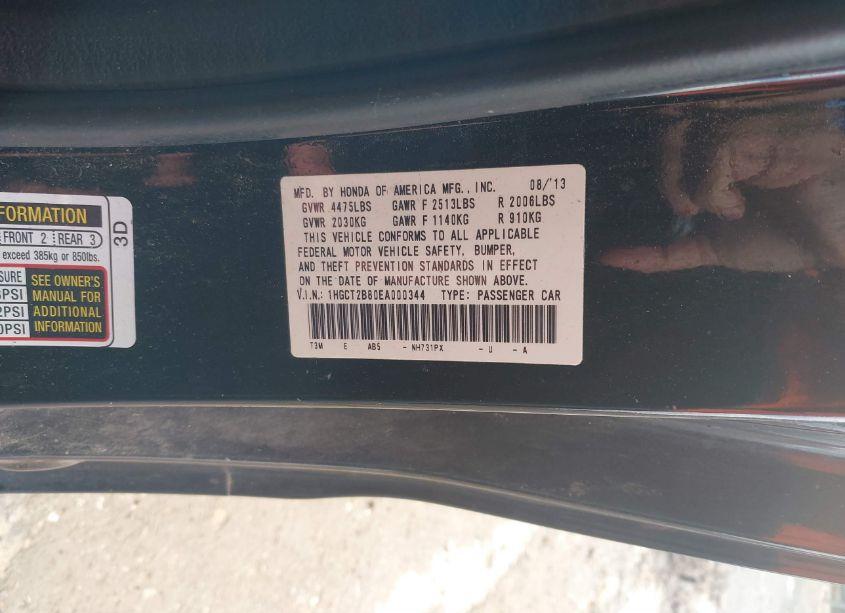 FORMATION
FRONT 2 REAR 3
exceed 385kg or 850lbs.
SEE OWNER'S
MANUAL FOR
ADDITIONAL
INFORMATION
3D
MFD. BY HONDA OF AMERICA MFG., INC. 08/'13
GVWR 4475LBS GAWR F 2513LBS R 2006LBS
GVWR 2030KG GAWR F 1140KG R 910KG
THIS VEHICLE CONFORMS TO ALL APPLICABLE
FEDERAL MOTOR VEHICLE SAFETY, BUMPER,
AND THEFT PREVENTION STANDARDS IN EFFECT
ON THE DATE OF MANUFACTURE SHOWN ABOVE.
V.I.N.: 1HGCT2B80EA000344 TYPE: PASSENGER CAR
T3M E AB5 - NH731PX - U - A